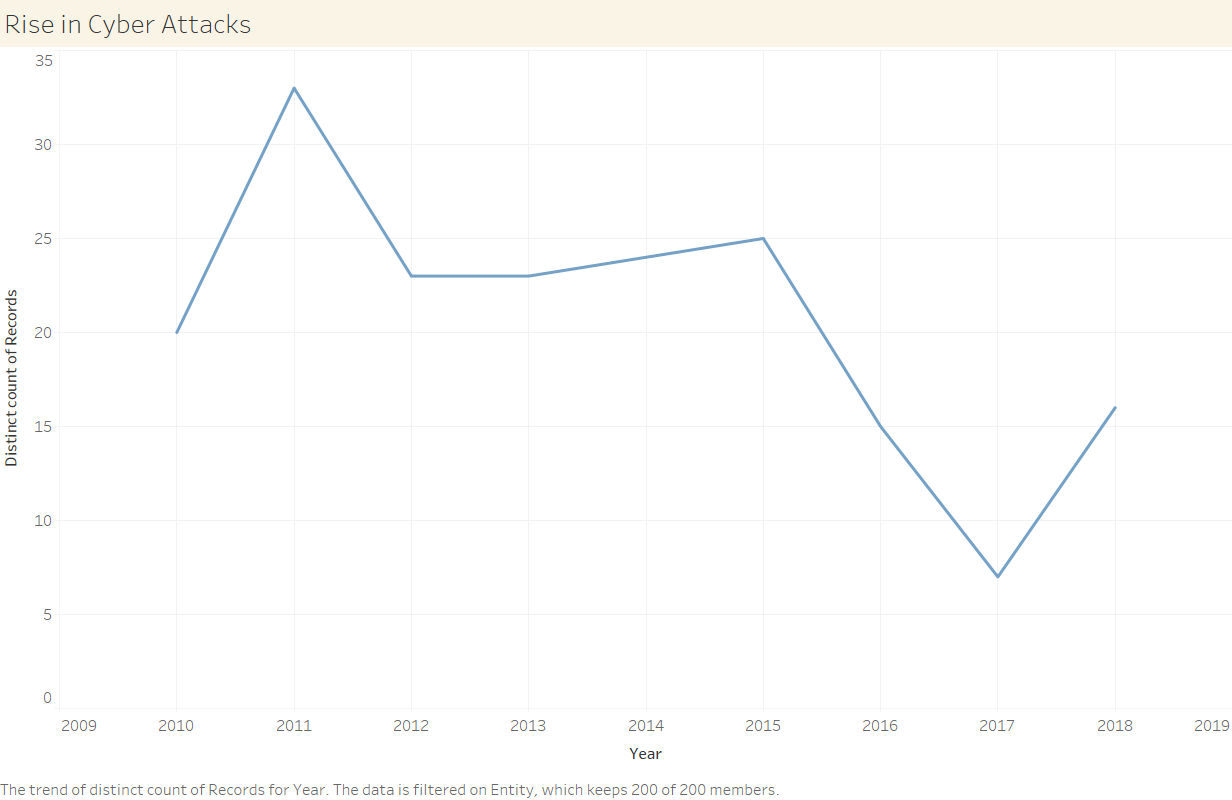 Rise in Cyber Attacks
35
30
25
20
15
10
5
0
Distinct count of Records
2009 2010 2011 2012 2013 2014 2015 2016 2017 2018 2019
Year
The trend of distinct count of Records for Year. The data is filtered on Entity, which keeps 200 of 200 members.